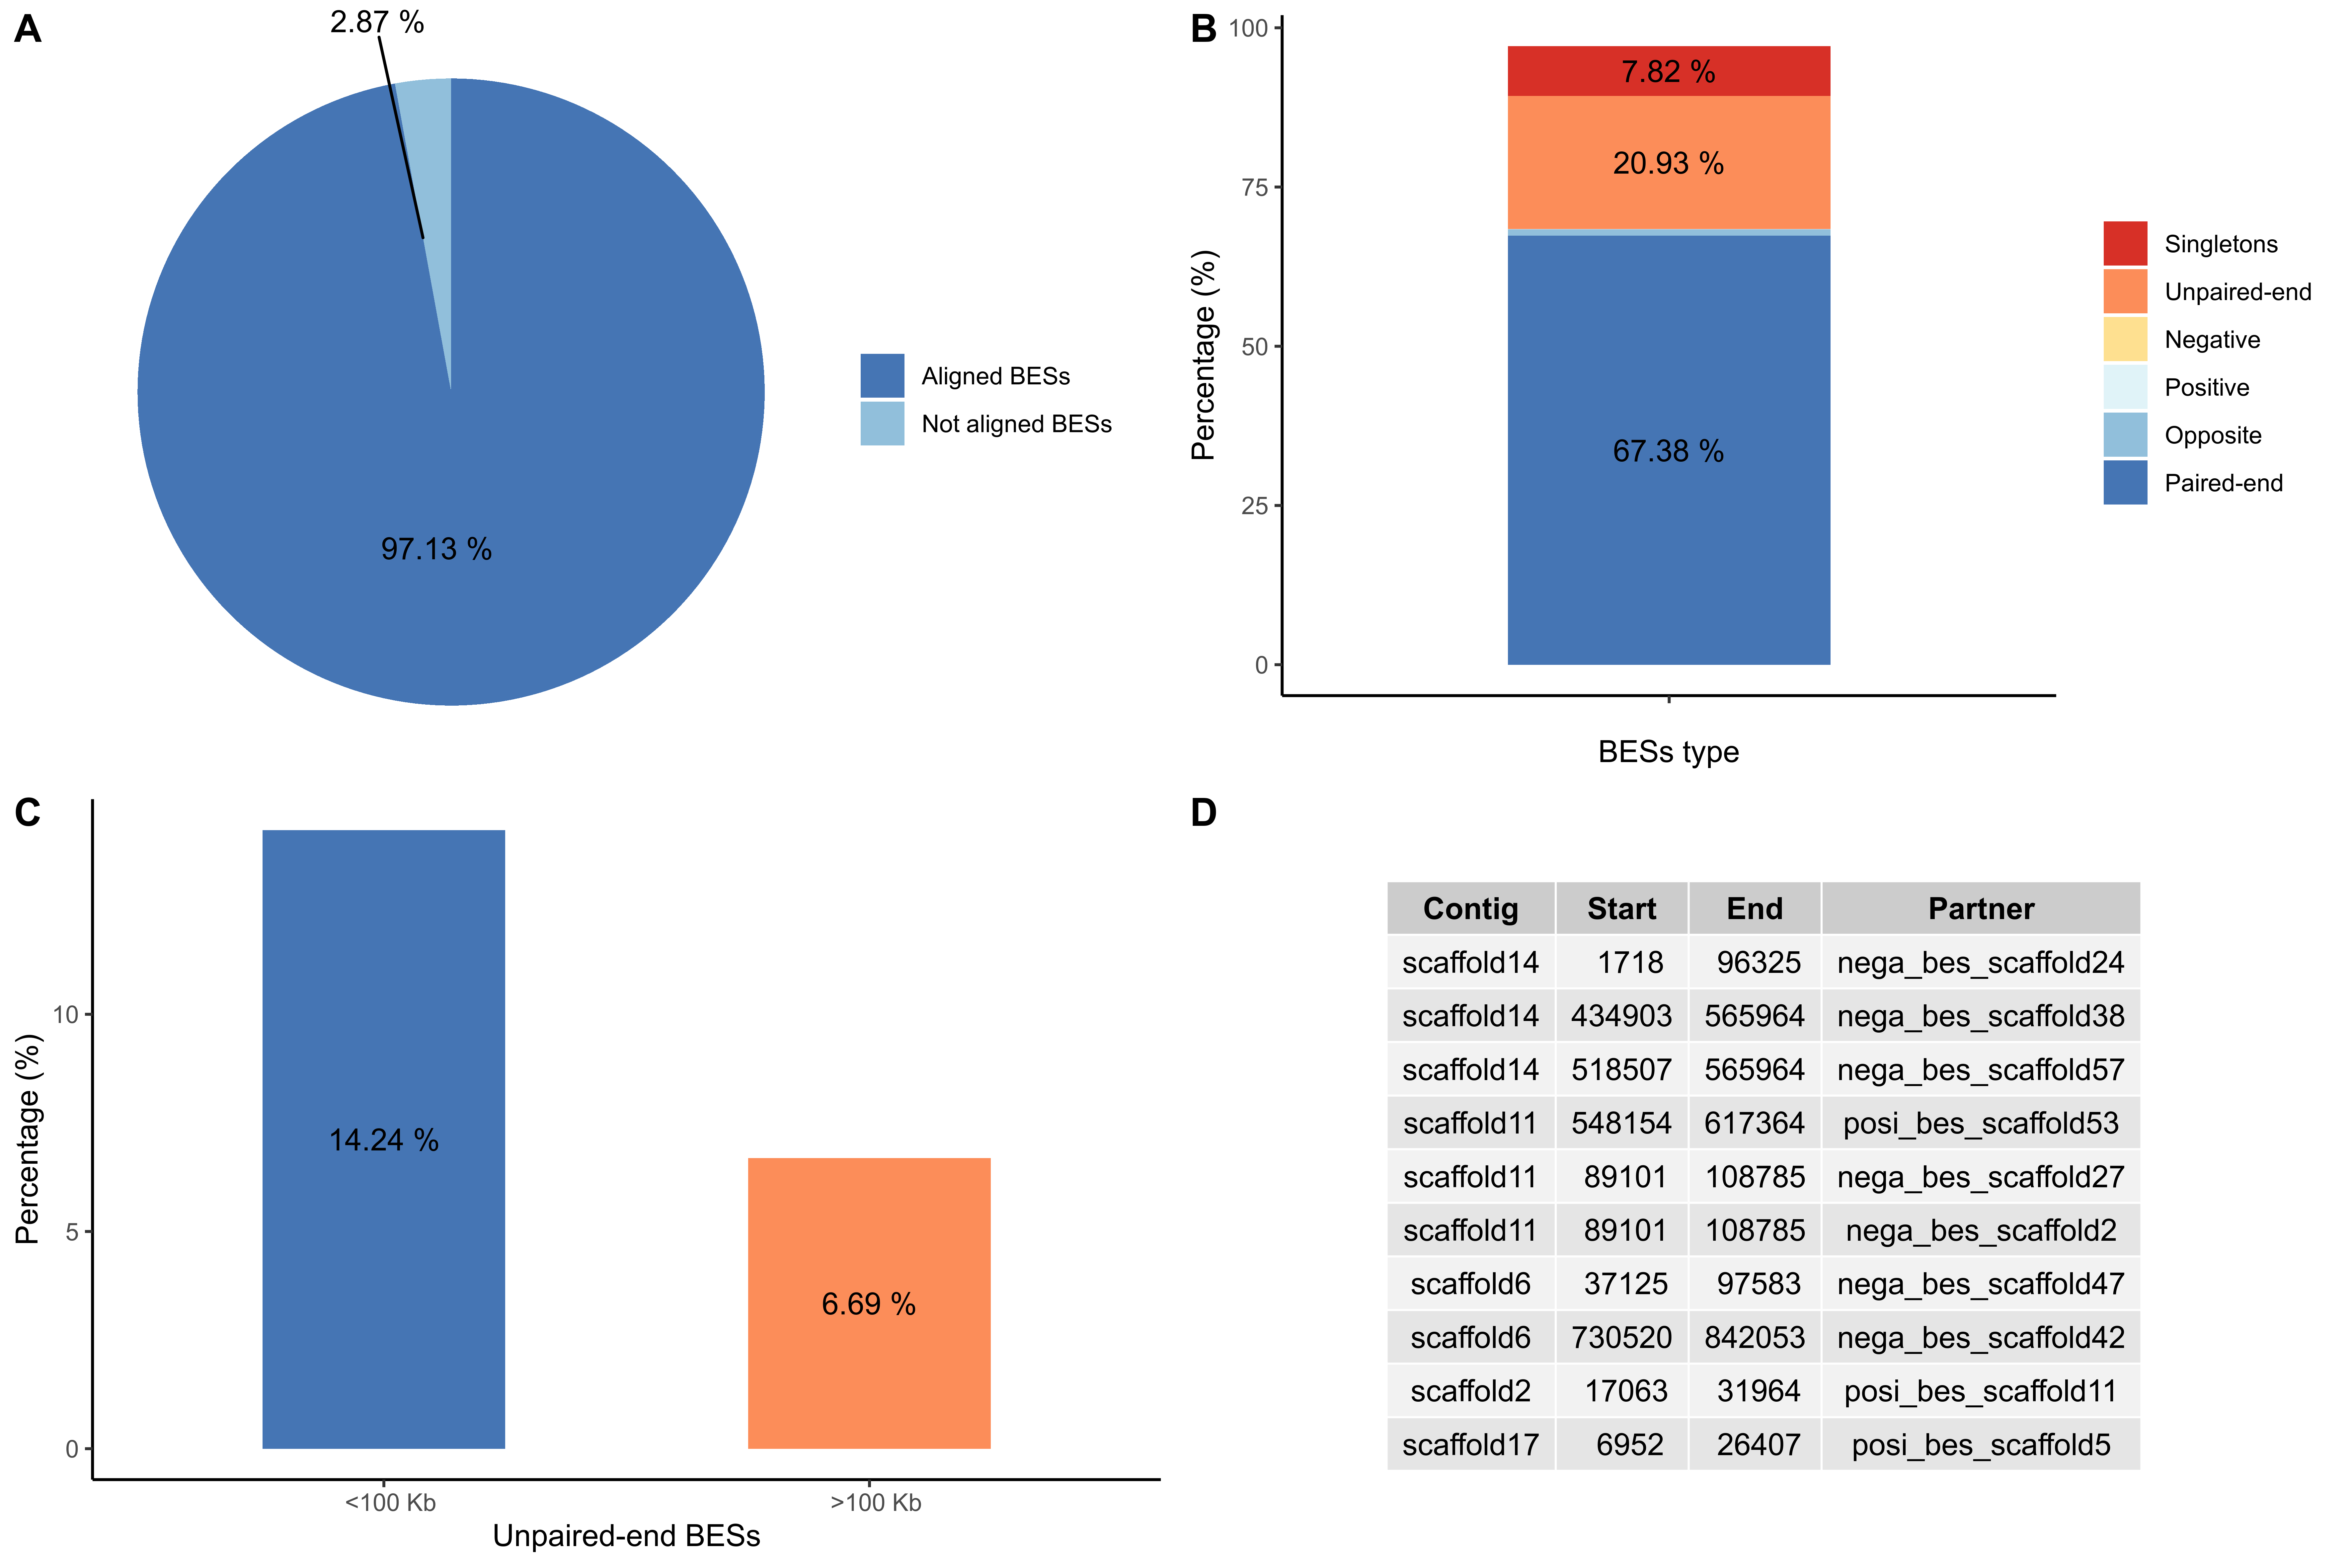 A
2.87 %
97.13 %
Aligned BESs
Not aligned BESs
B
Percentage (%)
100
75
50
25
0
7.82 %
20.93 %
67.38 %
BESs type
Singletons
Unpaired-end
Negative
Positive
Opposite
Paired-end
C
Percentage (%)
10
5
0
14.24 %
6.69 %
<100 Kb >100 Kb
Unpaired-end BESs
D
Contig Start End Partner
scaffold14 1718 96325 nega_bes_scaffold24
scaffold14 434903 565964 nega_bes_scaffold38
scaffold14 518507 565964 nega_bes_scaffold57
scaffold11 548154 617364 posi_bes_scaffold53
scaffold11 89101 108785 nega_bes_scaffold27
scaffold11 89101 108785 nega_bes_scaffold2
scaffold6 37125 97583 nega_bes_scaffold47
scaffold6 730520 842053 nega_bes_scaffold42
scaffold2 17063 31964 posi_bes_scaffold11
scaffold17 6952 26407 posi_bes_scaffold5